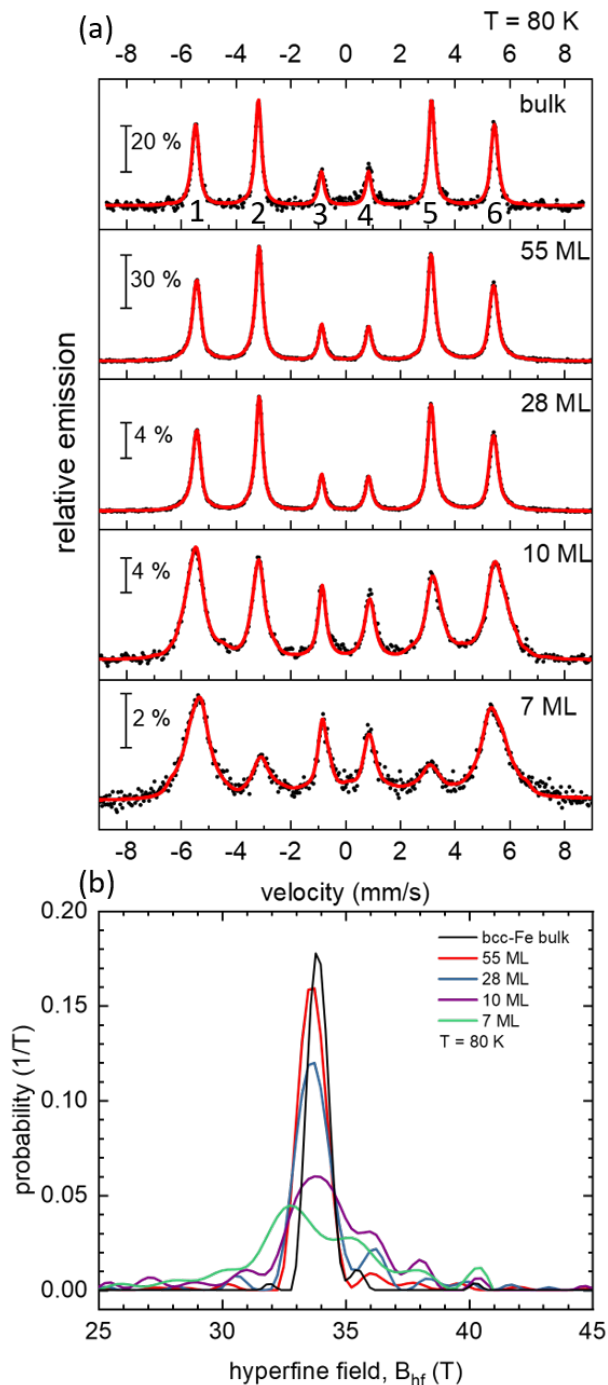 (a)
T = 80 K
-8 -6 -4 -2 0 2 4 6 8
bulk
20 %
1 2 3 4 5 6
55 ML
30 %
28 ML
4 %
10 ML
4 %
7 ML
2 %
relative emission
-8 -6 -4 -2 0 2 4 6 8
velocity (mm/s)
(b)
0.20
0.15
0.10
0.05
0.00
probability (1/T)
bcc-Fe bulk
55 ML
28 ML
10 ML
7 ML
T = 80 K
25 30 35 40 45
hyperfine field, B_hf (T)